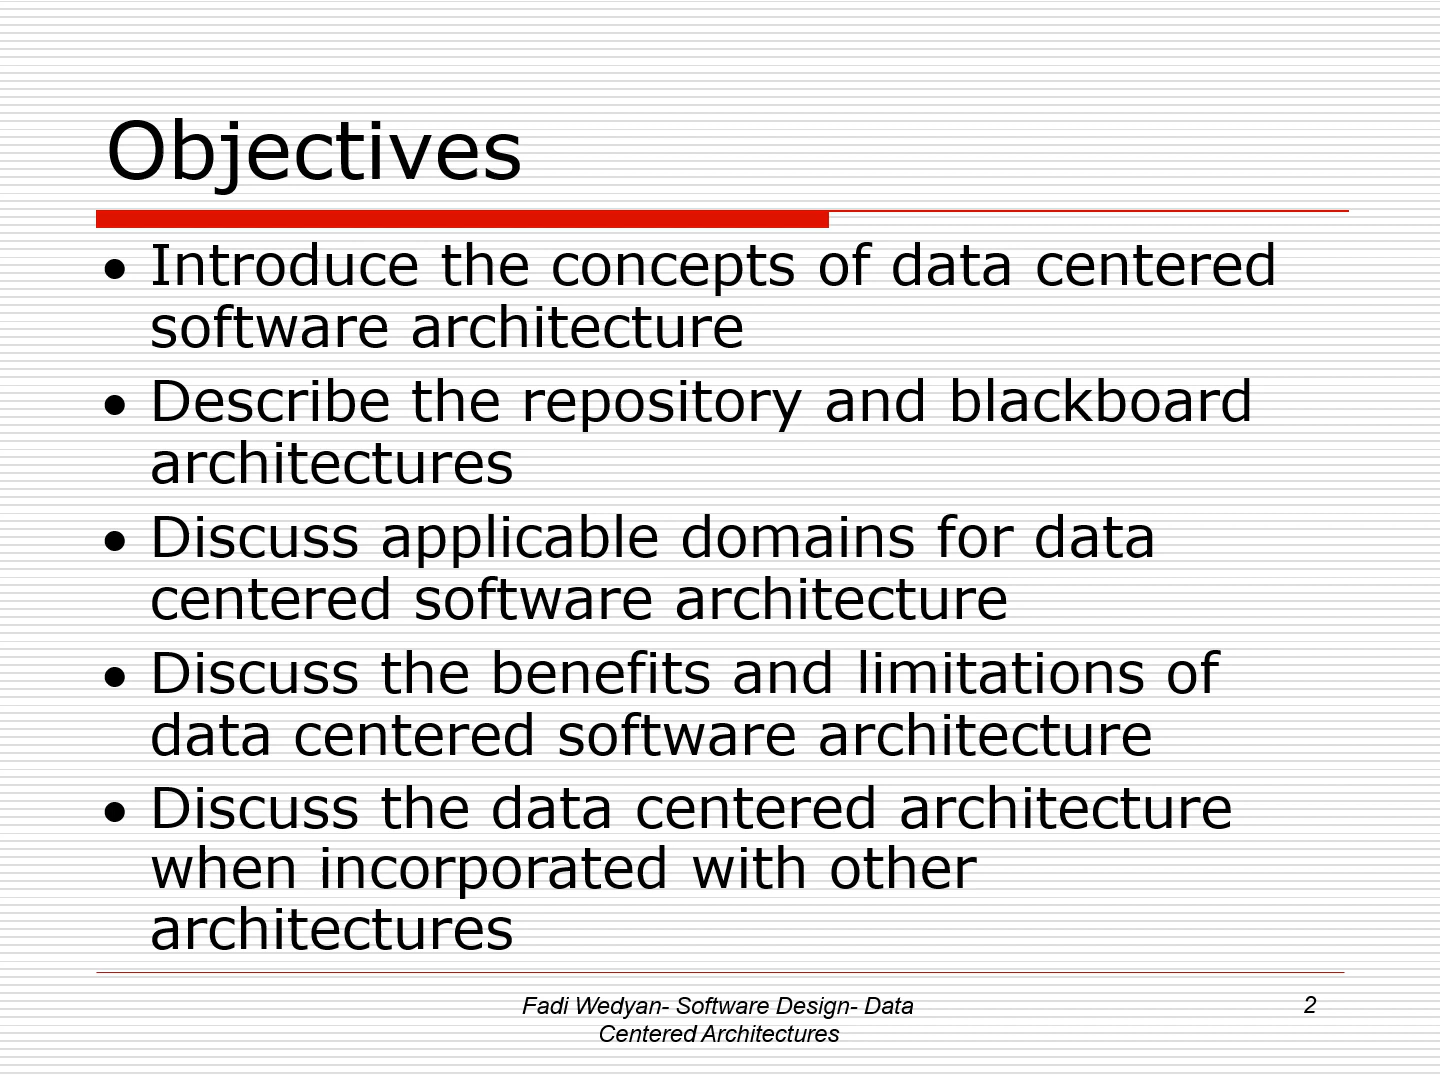 Objectives
• Introduce the concepts of data centered
software architecture
• Describe the repository and blackboard
architectures
• Discuss applicable domains for data
centered software architecture
• Discuss the benefits and limitations of
data centered software architecture
• Discuss the data centered architecture
when incorporated with other
architectures
Fadi Wedyan- Software Design- Data
Centered Architectures
2